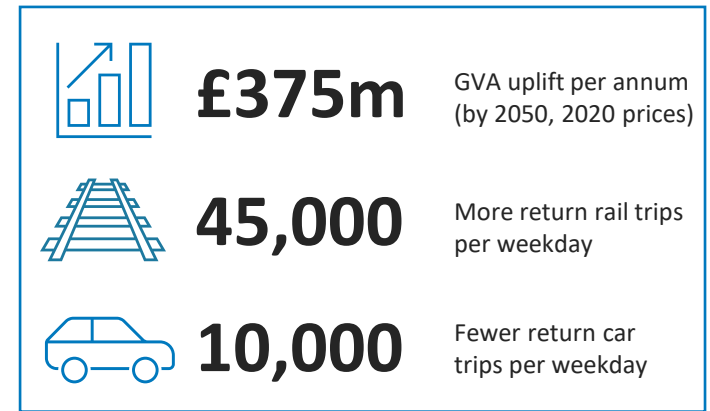 £375m
GVA uplift per annum
(by 2050, 2020 prices)
45,000
More return rail trips
per weekday
10,000
Fewer return car
trips per weekday